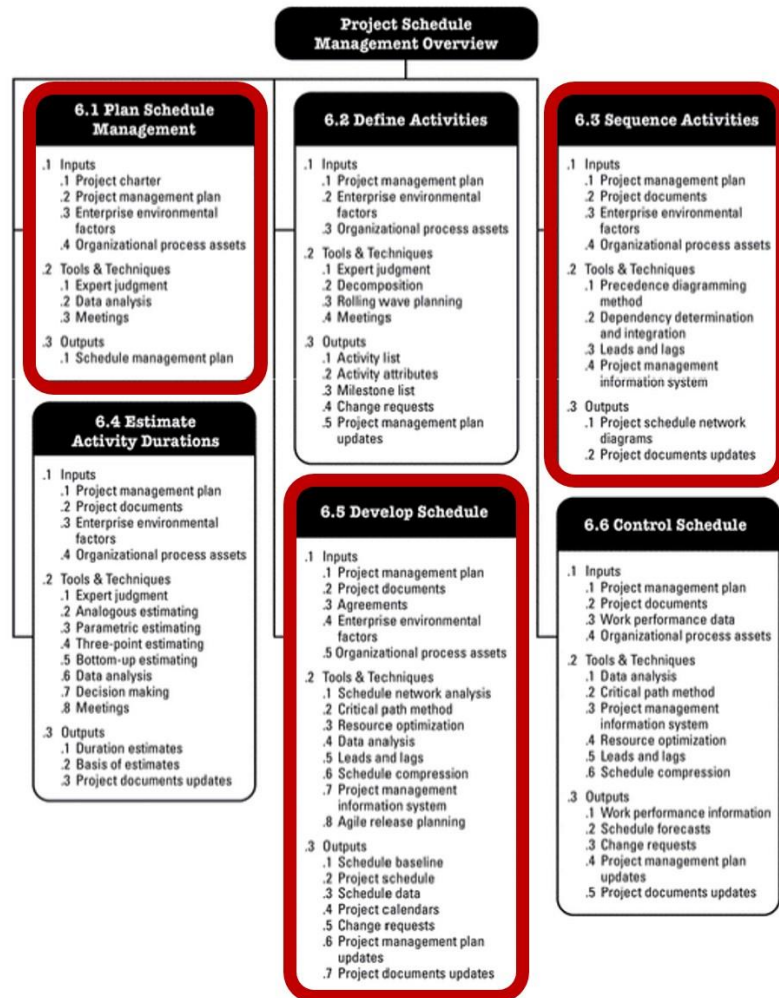 Project Schedule
Management Overview
6.1 Plan Schedule
Management
.1 Inputs
.1 Project charter
.2 Project management plan
.3 Enterprise environmental
factors
.4 Organizational process assets
.2 Tools & Techniques
.1 Expert judgment
.2 Data analysis
.3 Meetings
.3 Outputs
.1 Schedule management plan
6.2 Define Activities
.1 Inputs
.1 Project management plan
.2 Enterprise environmental
factors
.3 Organizational process assets
.2 Tools & Techniques
.1 Expert judgment
.2 Decomposition
.3 Rolling wave planning
.4 Meetings
.3 Outputs
.1 Activity list
.2 Activity attributes
.3 Milestone list
.4 Change requests
.5 Project management plan
updates
6.3 Sequence Activities
.1 Inputs
.1 Project management plan
.2 Project documents
.3 Enterprise environmental
factors
.4 Organizational process assets
.2 Tools & Techniques
.1 Precedence diagramming
method
.2 Dependency determination
and integration
.3 Leads and lags
.4 Project management
information system
.3 Outputs
.1 Project schedule network
diagrams
.2 Project documents updates
6.4 Estimate
Activity Durations
.1 Inputs
.1 Project management plan
.2 Project documents
.3 Enterprise environmental
factors
.4 Organizational process assets
.2 Tools & Techniques
.1 Expert judgment
.2 Analogous estimating
.3 Parametric estimating
.4 Three-point estimating
.5 Bottom-up estimating
.6 Data analysis
.7 Decision making
.8 Meetings
.3 Outputs
.1 Duration estimates
.2 Basis of estimates
.3 Project documents updates
6.5 Develop Schedule
.1 Inputs
.1 Project management plan
.2 Project documents
.3 Agreements
.4 Enterprise environmental
factors
.5 Organizational process assets
.2 Tools & Techniques
.1 Schedule network analysis
.2 Critical path method
.3 Resource optimization
.4 Data analysis
.5 Leads and lags
.6 Schedule compression
.7 Project management
information system
.8 Agile release planning
.3 Outputs
.1 Schedule baseline
.2 Project schedule
.3 Schedule data
.4 Project calendars
.5 Change requests
.6 Project management plan
updates
.7 Project documents updates
6.6 Control Schedule
.1 Inputs
.1 Project management plan
.2 Project documents
.3 Work performance data
.4 Organizational process assets
.2 Tools & Techniques
.1 Data analysis
.2 Critical path method
.3 Project management
information system
.4 Resource optimization
.5 Leads and lags
.6 Schedule compression
.3 Outputs
.1 Work performance information
.2 Schedule forecasts
.3 Change requests
.4 Project management plan
updates
.5 Project documents updates